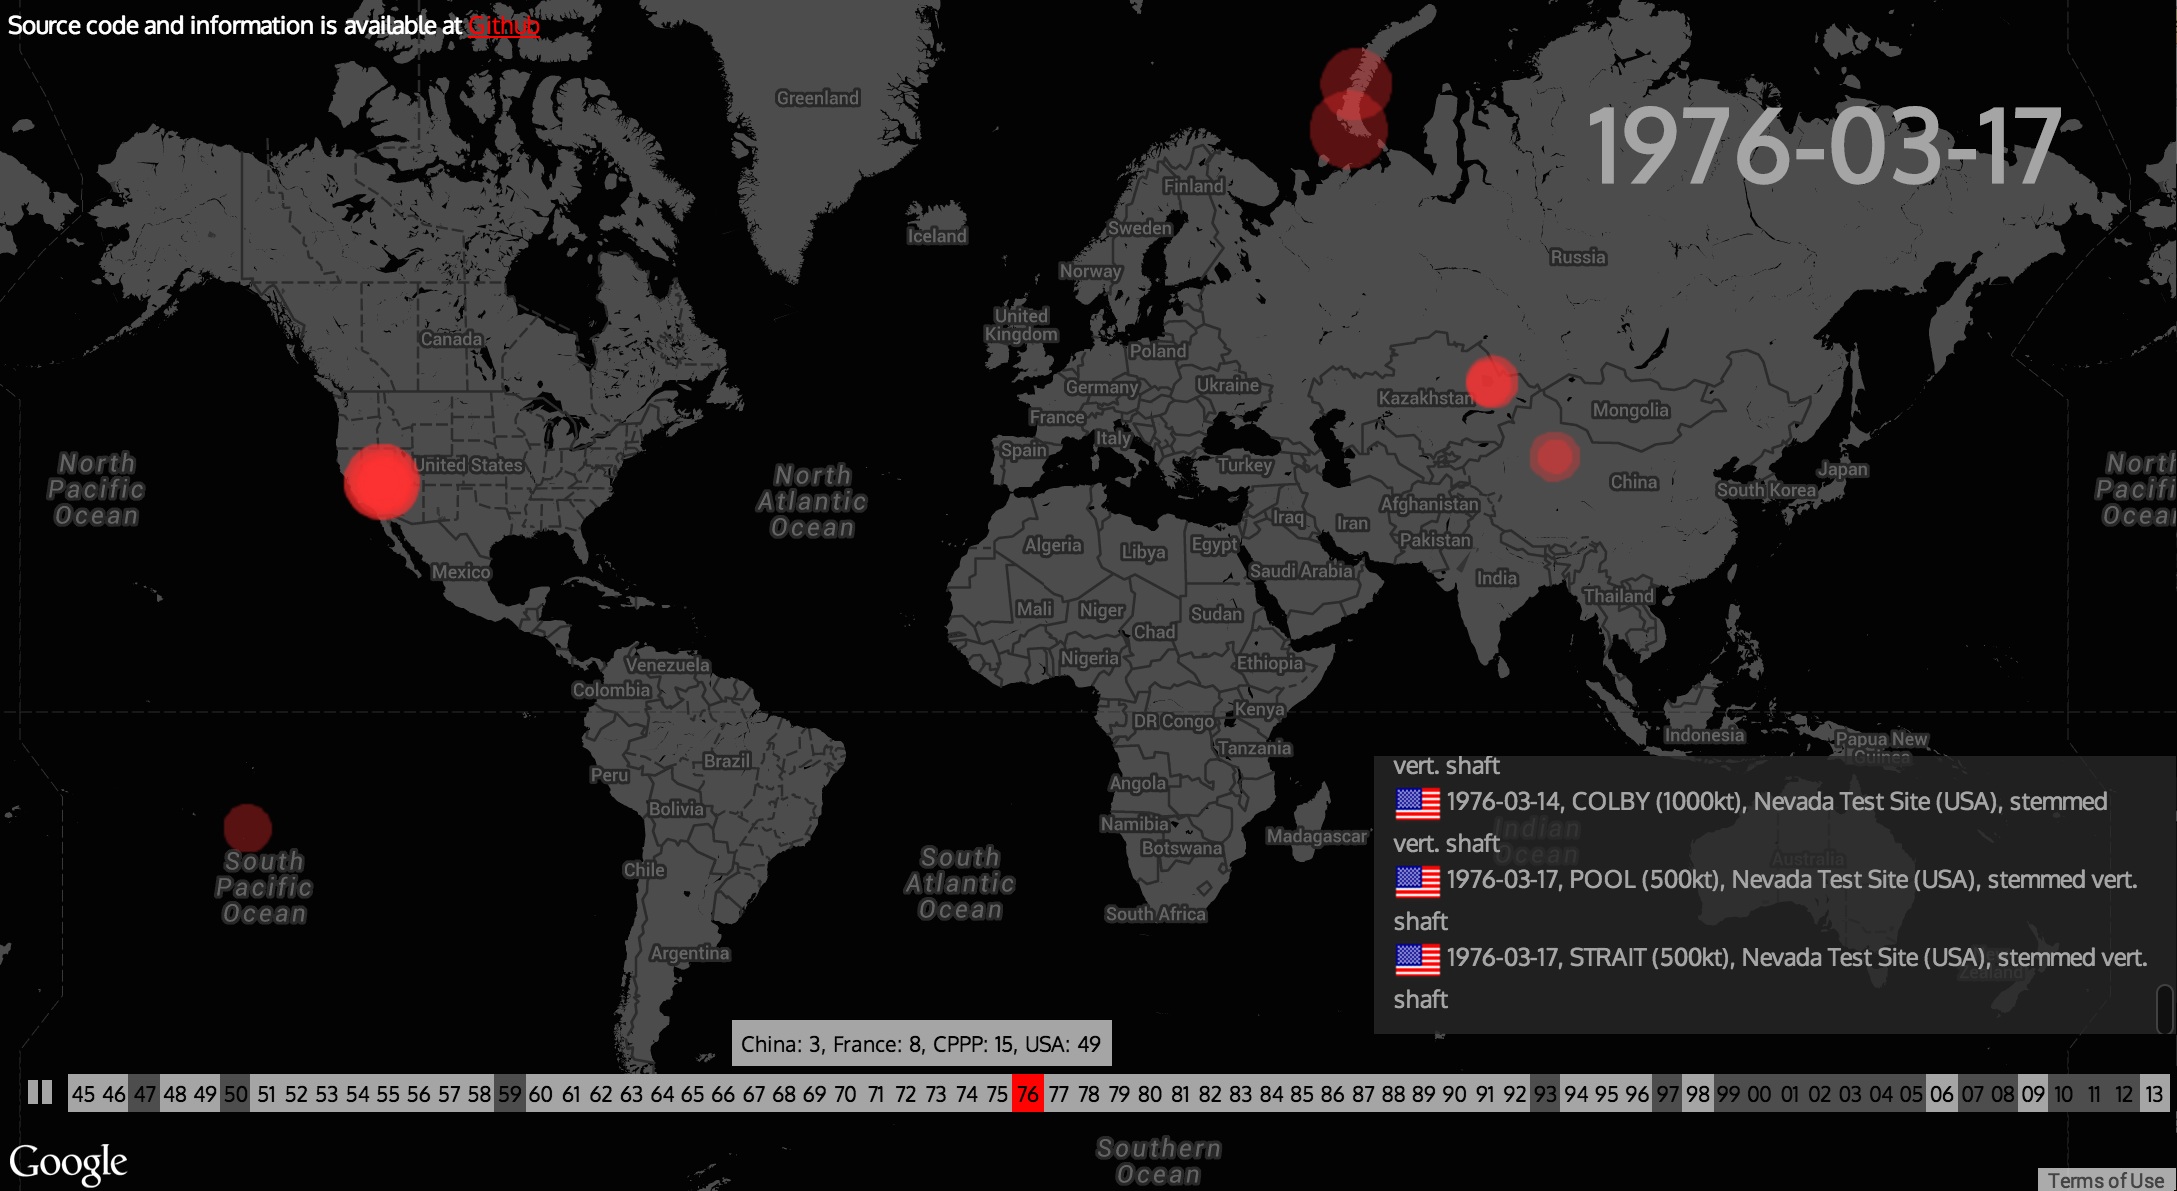 Source code and information is available at Github
1976-03-17
Greenland
Finland
Iceland
Sweden
Norway
Russia
United
Kingdom
Canada
Poland
Germany
Ukraine
Kazakhstan
Mongolia
France
Italy
Spain
Turkey
United States
North
Pacific
Ocean
North
Atlantic
Ocean
China
Japan
South Korea
Afghanistan
Iraq
Iran
Pakistan
North
Pacifi
Ocea
Algeria
Libya
Egypt
Saudi Arabia
India
Mexico
Thailand
Mali
Niger
Sudan
Chad
Nigeria
Ethiopia
Venezuela
Colombia
DR Congo
Kenya
Tanzania
Indonesia
Papua New
Guinea
Brazil
Peru
Angola
Bolivia
Namibia
Botswana
Madagascar
Chile
South
Pacific
Ocean
South
Atlantic
Ocean
South Africa
Argentina
Indian
Ocean
Australia
Zealand
vert. shaft
1976-03-14, COLBY (1000kt), Nevada Test Site (USA), stemmed
vert. shaft
1976-03-17, POOL (500kt), Nevada Test Site (USA), stemmed vert.
shaft
1976-03-17, STRAIT (500kt), Nevada Test Site (USA), stemmed vert.
shaft
China: 3, France: 8, СРРР: 15, USA: 49
45 46 47 48 49 50 51 52 53 54 55 56 57 58 59 60 61 62 63 64 65 66 67 68 69 70 71 72 73 74 75 76 77 78 79 80 81 82 83 84 85 86 87 88 89 90 91 92 93 94 95 96 97 98 99 00 01 02 03 04 05 06 07 08 09 10 11 12 13
Google
Southern
Ocean
Terms of Use